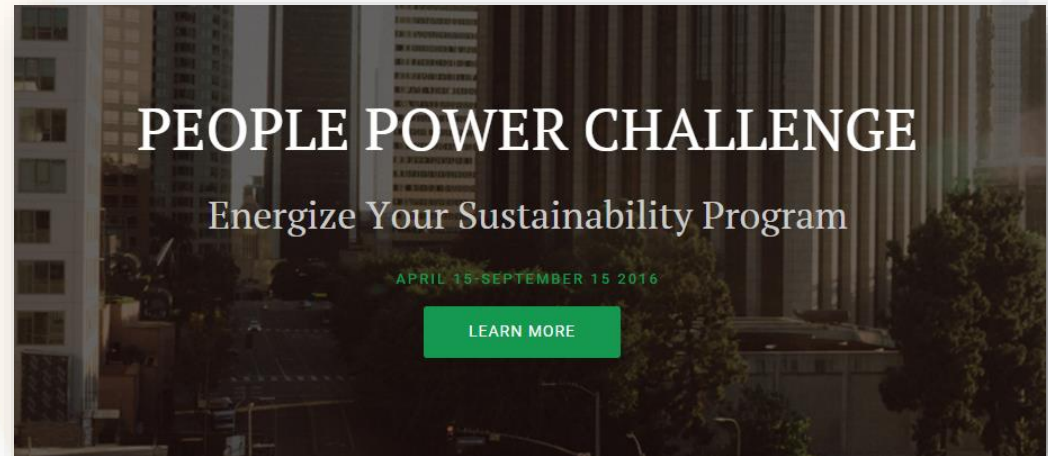 PEOPLE POWER CHALLENGE
Energize Your Sustainability Program
APRIL 15-SEPTEMBER 15 2016
LEARN MORE